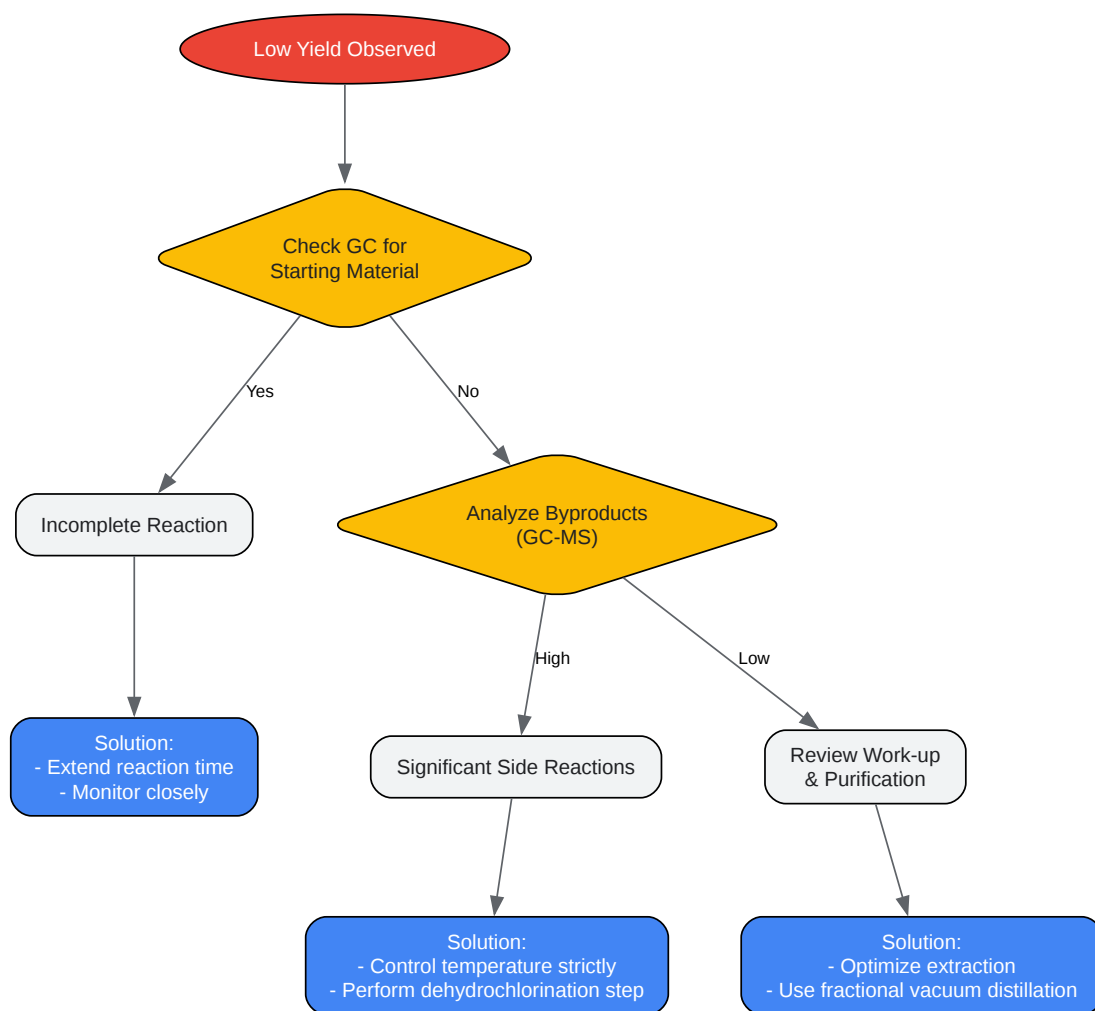 Low Yield Observed
Check GC for
Starting Material
Yes
No
Incomplete Reaction
Analyze Byproducts
(GC-MS)
High
Low
Solution:
- Extend reaction time
- Monitor closely
Significant Side Reactions
Review Work-up
& Purification
Solution:
- Control temperature strictly
- Perform dehydrochlorination step
Solution:
- Optimize extraction
- Use fractional vacuum distillation